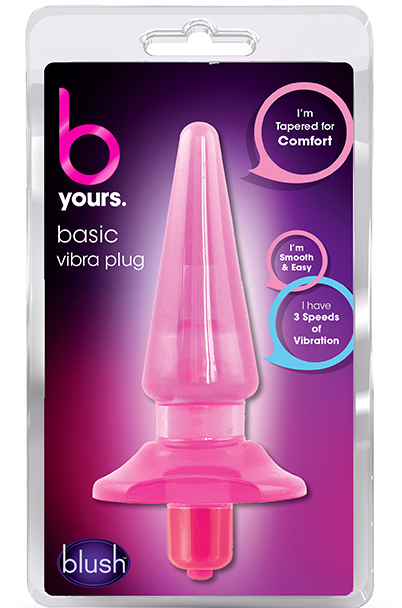 b
yours.
basic
vibra plug
I'm
Tapered for
Comfort
I'm
Smooth
& Easy
I have
3 Speeds
of
Vibration
blush